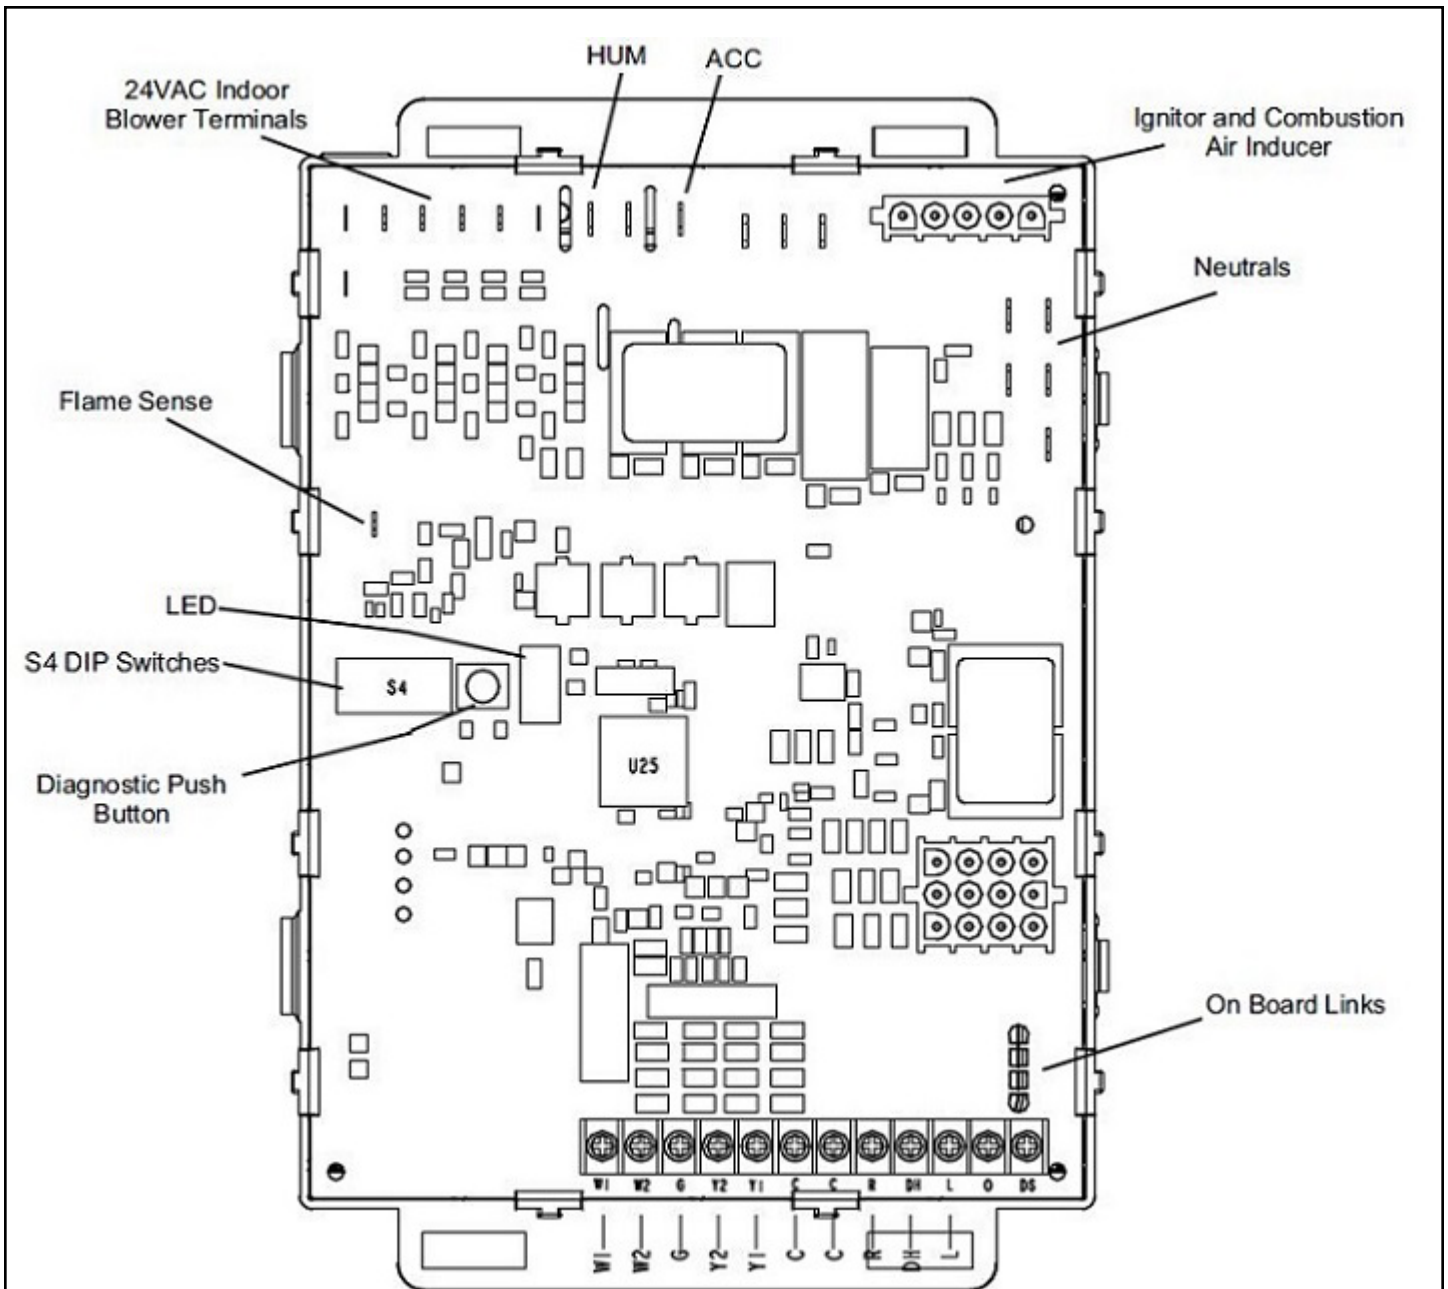 HUM
ACC
24VAC Indoor
Blower Terminals
Ignitor and Combustion
Air Inducer
Neutrals
Flame Sense
LED
S4 DIP Switches
S4
U25
Diagnostic Push
Button
On Board Links
W1 W2 G Y2 Y1 C C R DH L O DS
W1 W2 G Y2 Y1 C C R DH L